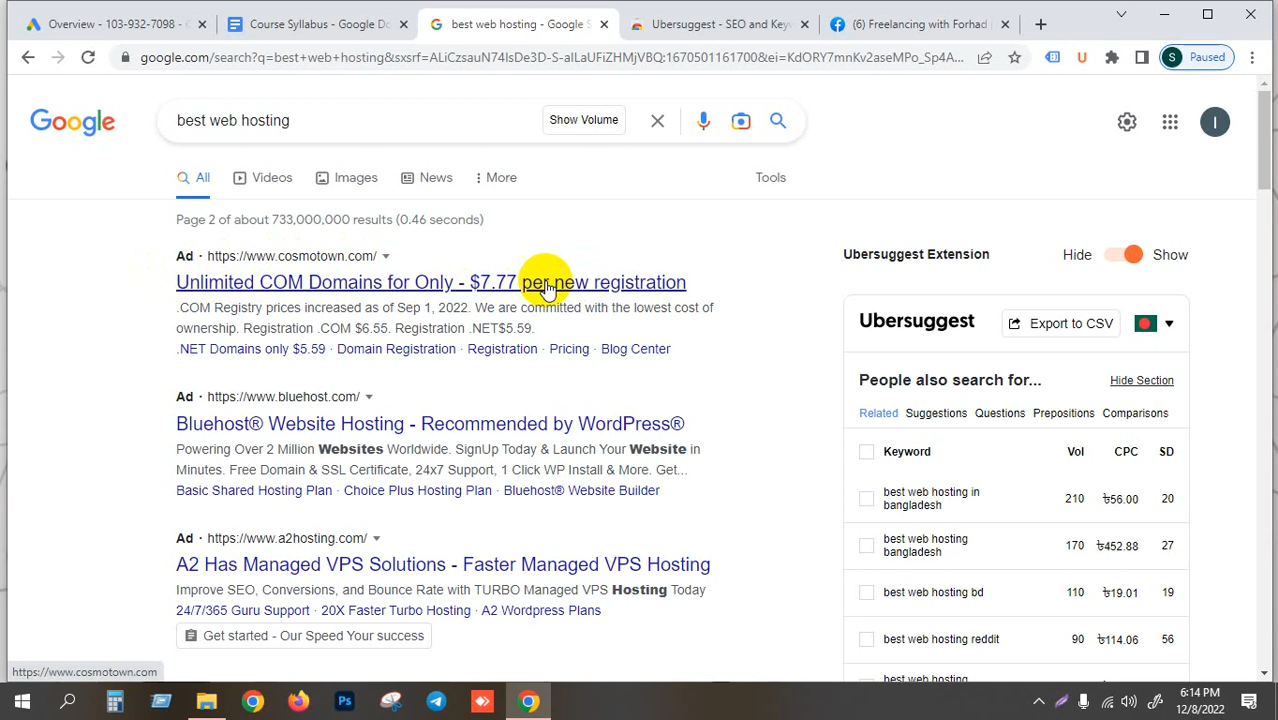 Overview - 103-932-7098 -
Course Syllabus - Google Do
best web hosting - Google S
Ubersuggest - SEO and Key
(6) Freelancing with Forhad
google.com/search?q=best+web+hosting&sxsrf=ALiCzsauN74IsDe3D-S-aILaUFiZHMjVBQ:1670501161700&ei=KdORY7mnKv2aseMPo_Sp4A...
U
S
Paused
Google
best web hosting
Show Volume
I
All
Videos
Images
News
More
Tools
Page 2 of about 733,000,000 results (0.46 seconds)
Ad · https://www.cosmotown.com/
Unlimited COM Domains for Only - $7.77 per new registration
.COM Registry prices increased as of Sep 1, 2022. We are committed with the lowest cost of
ownership. Registration .COM $6.55. Registration .NET$5.59.
.NET Domains only $5.59 · Domain Registration · Registration · Pricing · Blog Center
Ad · https://www.bluehost.com/
Bluehost® Website Hosting - Recommended by WordPress®
Powering Over 2 Million Websites Worldwide. SignUp Today & Launch Your Website in
Minutes. Free Domain & SSL Certificate, 24x7 Support, 1 Click WP Install & More. Get...
Basic Shared Hosting Plan · Choice Plus Hosting Plan · Bluehost® Website Builder
Ad · https://www.a2hosting.com/
A2 Has Managed VPS Solutions - Faster Managed VPS Hosting
Improve SEO, Conversions, and Bounce Rate with TURBO Managed VPS Hosting Today
24/7/365 Guru Support · 20X Faster Turbo Hosting · A2 Wordpress Plans
Get started - Our Speed Your success
Ubersuggest Extension
Hide
Show
Ubersuggest
Export to CSV
People also search for...
Hide Section
Related
Suggestions
Questions
Prepositions
Comparisons
Keyword Vol CPC SD
best web hosting in
bangladesh
210 ৳56.00 20
best web hosting
bangladesh
170 ৳452.88 27
best web hosting bd 110 ৳19.01 19
best web hosting reddit 90 ৳114.06 56
best web hosting
https://www.cosmotown.com
Ps
6:14 PM
12/8/2022